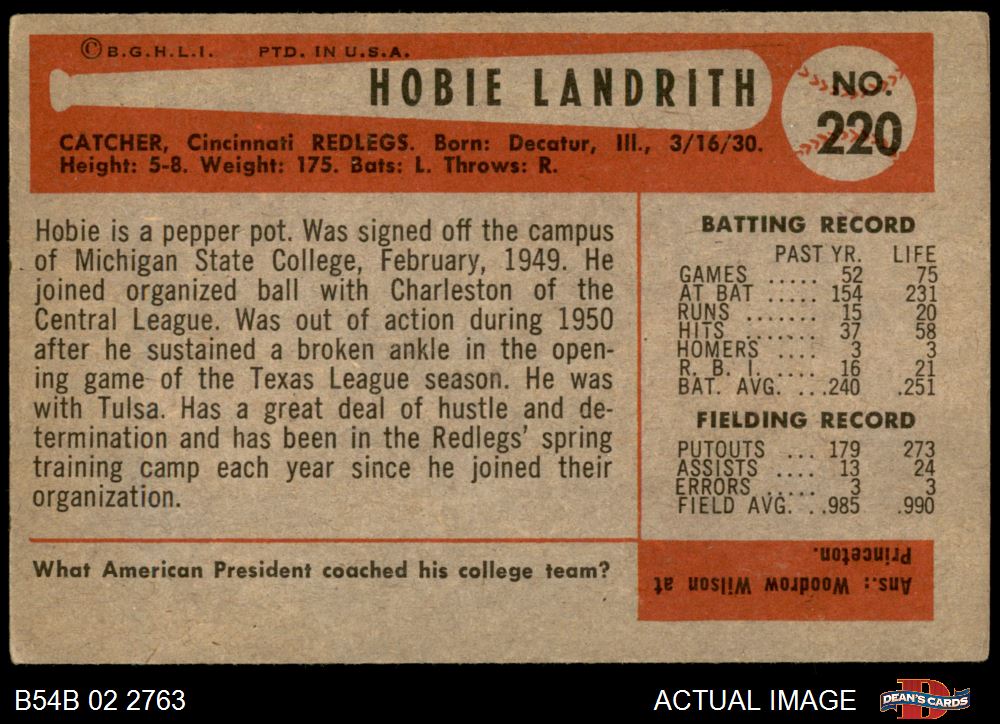 © B.G.H.L.I. PTD. IN U.S.A.
HOBIE LANDRITH
NO.
220
CATCHER, Cincinnati REDLEGS. Born: Decatur, Ill., 3/16/30.
Height: 5-8. Weight: 175. Bats: L. Throws: R.
Hobie is a pepper pot. Was signed off the campus
of Michigan State College, February, 1949. He
joined organized ball with Charleston of the
Central League. Was out of action during 1950
after he sustained a broken ankle in the open-
ing game of the Texas League season. He was
with Tulsa. Has a great deal of hustle and de-
termination and has been in the Redlegs' spring
training camp each year since he joined their
organization.
BATTING RECORD
PAST YR. LIFE
GAMES ..... 52 75
AT BAT ..... 154 231
RUNS ....... 15 20
HITS ....... 37 58
HOMERS .... 3 3
R. B. I. .... 16 21
BAT. AVG. ...240 .251
FIELDING RECORD
PUTOUTS ... 179 273
ASSISTS .... 13 24
ERRORS ..... 3 3
FIELD AVG. ..985 .990
What American President coached his college team?
Ans.: Woodrow Wilson at
Princeton.
B54B 02 2763
ACTUAL IMAGE
D
DEAN'S CARDS